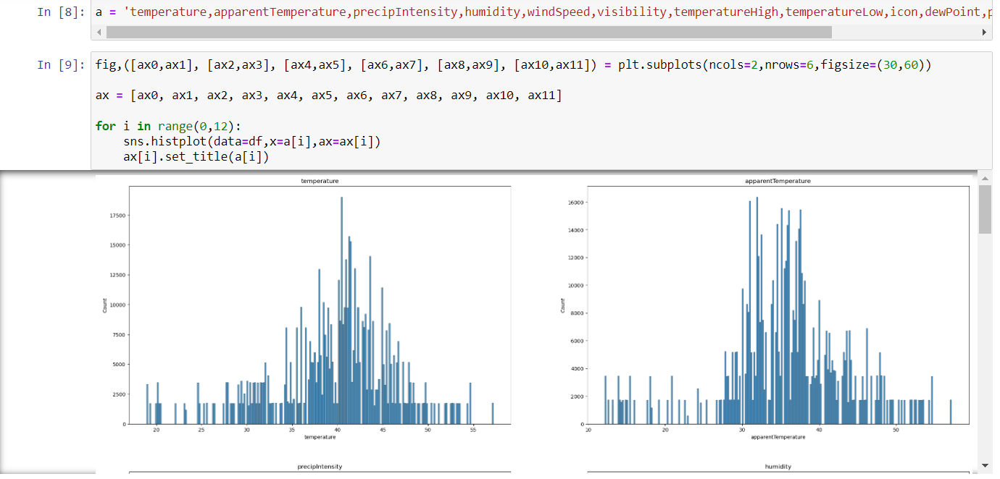 In [8]: a = 'temperature,apparentTemperature,precipIntensity,humidity,windSpeed,visibility,temperatureHigh,temperatureLow,icon,dewPoint,p
In [9]: fig,([ax0,ax1], [ax2,ax3], [ax4,ax5], [ax6,ax7], [ax8,ax9], [ax10,ax11]) = plt.subplots(ncols=2,nrows=6,figsize=(30,60))
ax = [ax0, ax1, ax2, ax3, ax4, ax5, ax6, ax7, ax8, ax9, ax10, ax11]
for i in range(0,12):
    sns.histplot(data=df,x=a[i],ax=ax[i])
    ax[i].set_title(a[i])
temperature
17500
15000
12500
10000
7500
5000
2500
0
Count
20 25 30 35 40 45 50 55
temperature
apparentTemperature
16000
14000
12000
10000
8000
6000
4000
2000
0
Count
10 20 30 40 50
apparentTemperature
precipIntensity
humidity